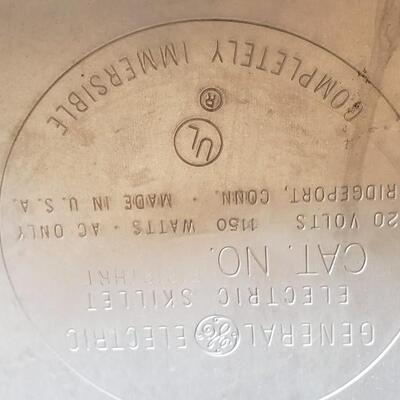 GENERAL GE ELECTRIC
ELECTRIC SKILLET
CAT. NO.
20 VOLTS 1150 WATTS - AC ONLY
RIDGEPORT, CONN. · MADE IN U.S.A.
UL
®
COMPLETELY IMMERSIBLE